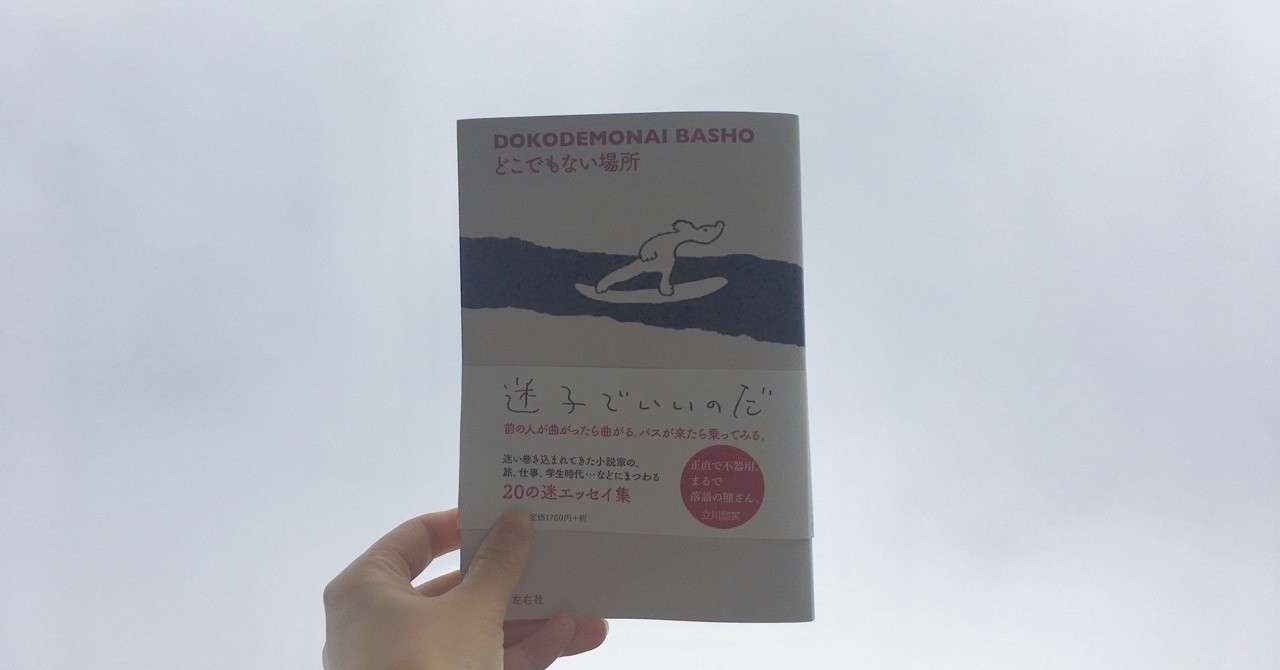 DOKODEMONAI BASHO
どこでもない場所
迷子でいいのだ
前の人が曲がったら曲がる。バスが来たら乗ってみる。
迷い巻き込まれてきた小説家の、
旅、仕事、学生時代…などにまつわる
20の迷エッセイ集
定価1700円+税
正直で不器用。
まるで
落語の熊さん。
左右社